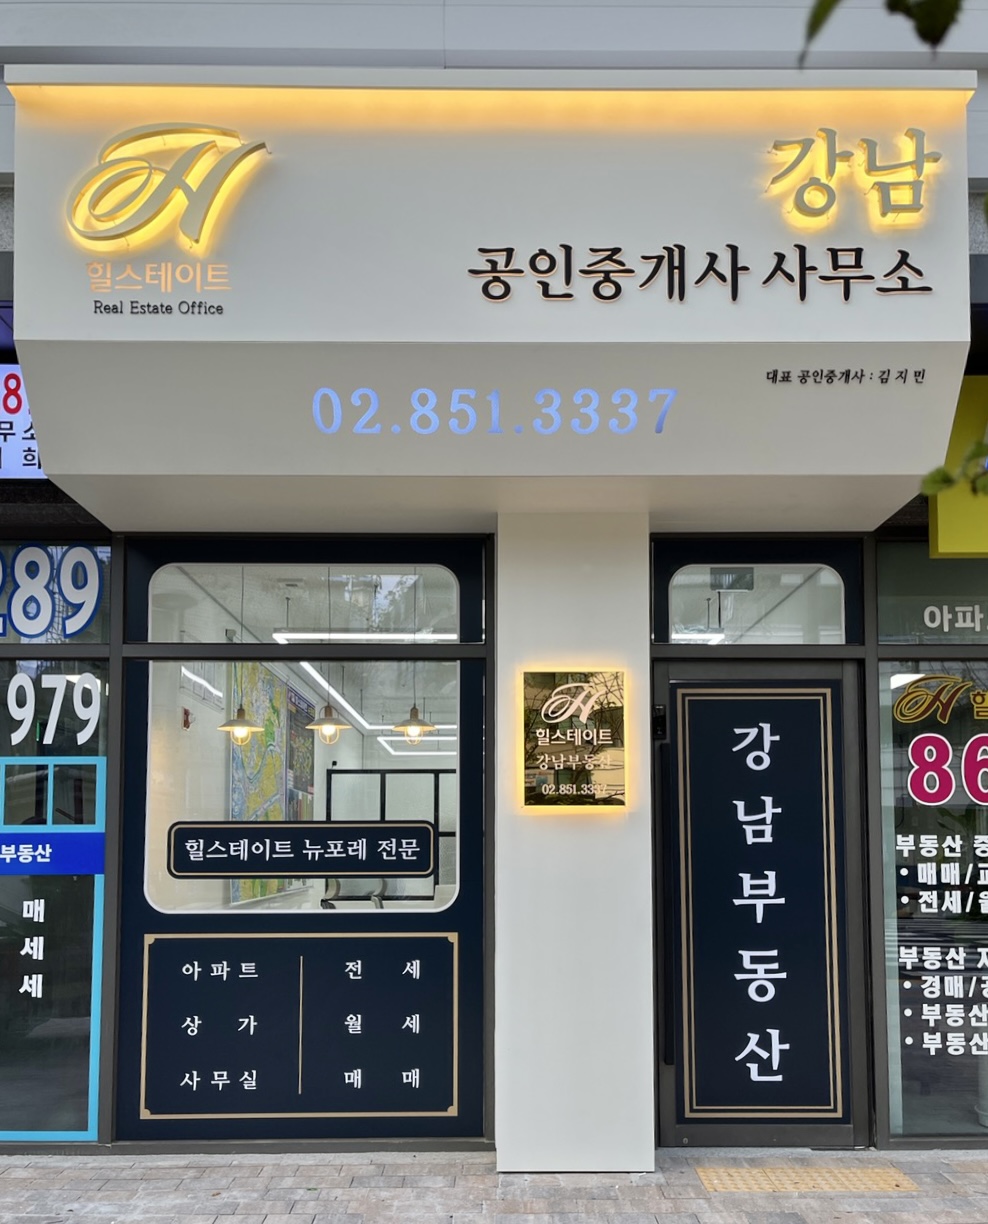 강남
힐스테이트
Real Estate Office
공인중개사 사무소
대표 공인중개사 : 김지민
02.851.3337
289
979
부동산
매
세
세
힐스테이트
강남부동산
02.851.3337
힐스테이트 뉴포레 전문
아파트 전세
상가 월세
사무실 매매
강남부동산
아파
힐
86
부동산 중
• 매매/교
• 전세/월
부동산
• 경매/공
• 부동산
• 부동산